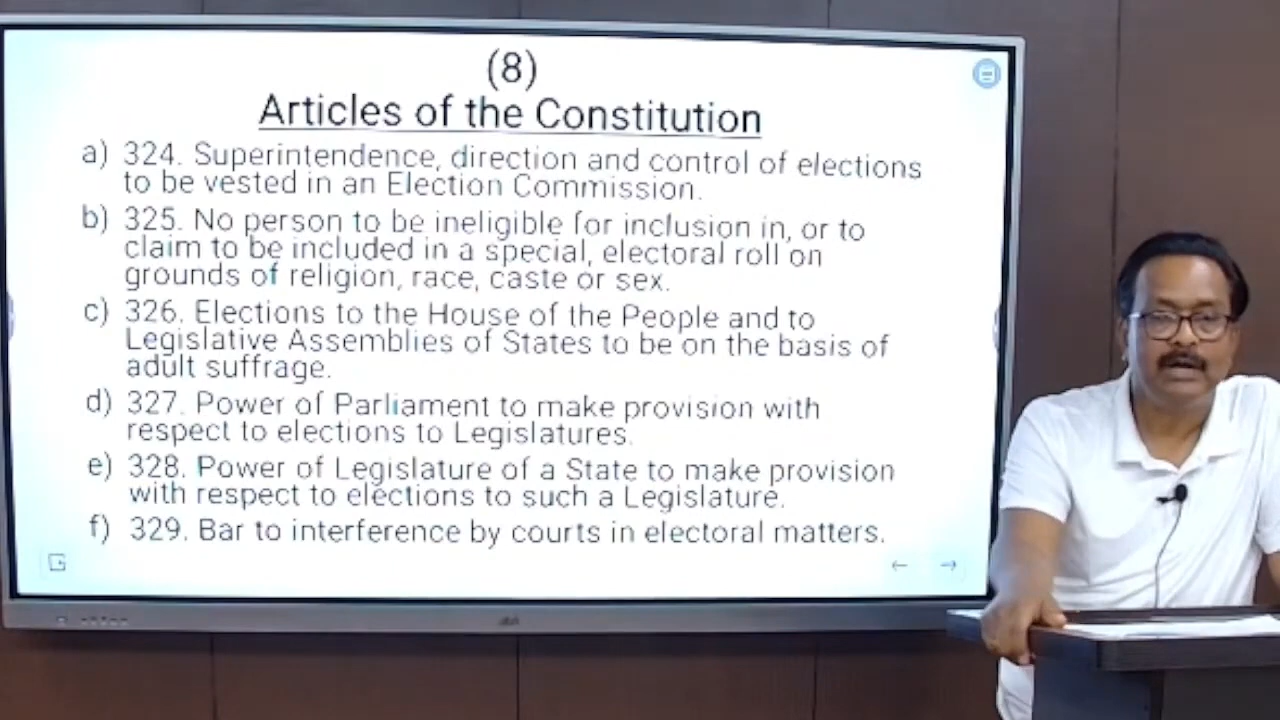 (8)
Articles of the Constitution
a) 324. Superintendence, direction and control of elections
to be vested in an Election Commission.
b) 325. No person to be ineligible for inclusion in, or to
claim to be included in a special, electoral roll on
grounds of religion, race, caste or sex.
c) 326. Elections to the House of the People and to
Legislative Assemblies of States to be on the basis of
adult suffrage.
d) 327. Power of Parliament to make provision with
respect to elections to Legislatures.
e) 328. Power of Legislature of a State to make provision
with respect to elections to such a Legislature.
f) 329. Bar to interference by courts in electoral matters.